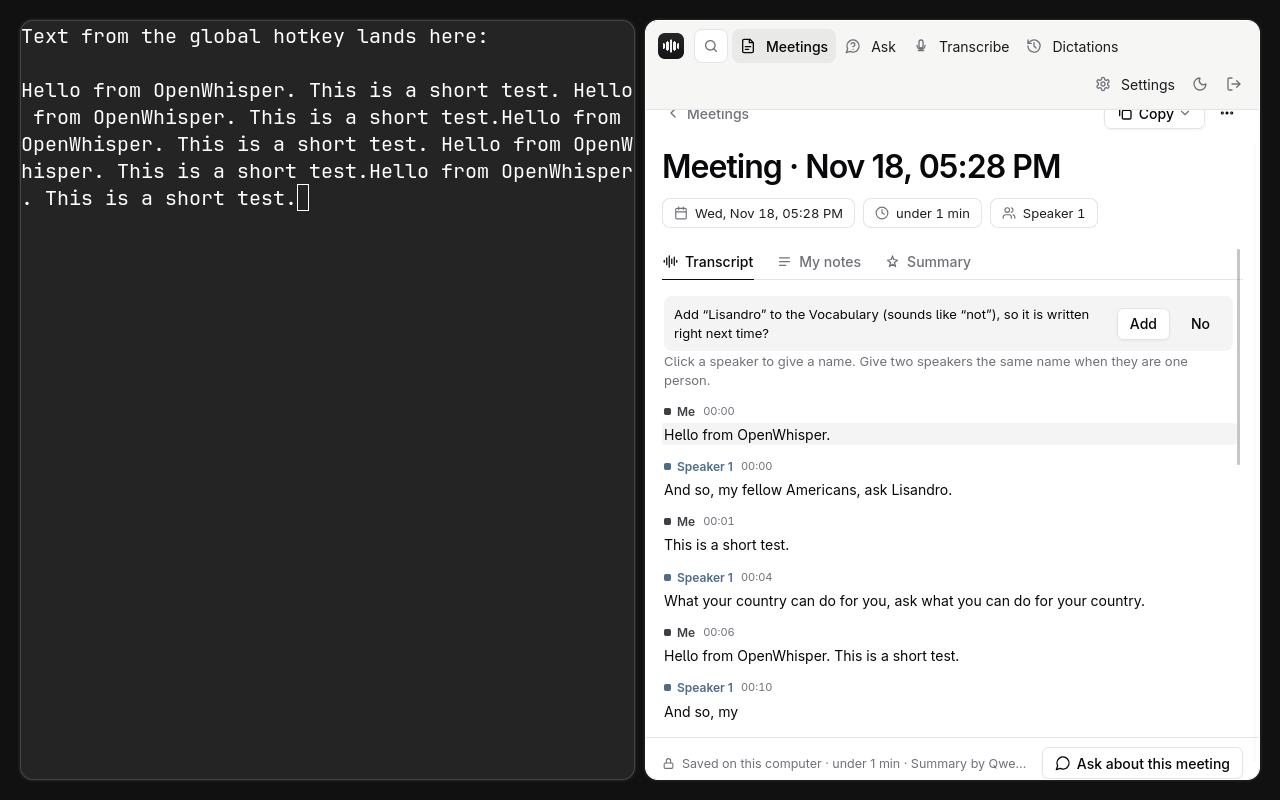 Text from the global hotkey lands here:
Hello from OpenWhisper. This is a short test. Hello
from OpenWhisper. This is a short test.Hello from
OpenWhisper. This is a short test. Hello from OpenW
hisper. This is a short test.Hello from OpenWhisper
. This is a short test.
Meetings
Ask
Transcribe
Dictations
Settings
Meetings
Copy
Meeting · Nov 18, 05:28 PM
Wed, Nov 18, 05:28 PM
under 1 min
Speaker 1
Transcript
My notes
Summary
Add “Lisandro” to the Vocabulary (sounds like “not”), so it is written
right next time?
Add
No
Click a speaker to give a name. Give two speakers the same name when they are one
person.
Me 00:00
Hello from OpenWhisper.
Speaker 1 00:00
And so, my fellow Americans, ask Lisandro.
Me 00:01
This is a short test.
Speaker 1 00:04
What your country can do for you, ask what you can do for your country.
Me 00:06
Hello from OpenWhisper. This is a short test.
Speaker 1 00:10
And so, my
Saved on this computer · under 1 min · Summary by Qwe...
Ask about this meeting